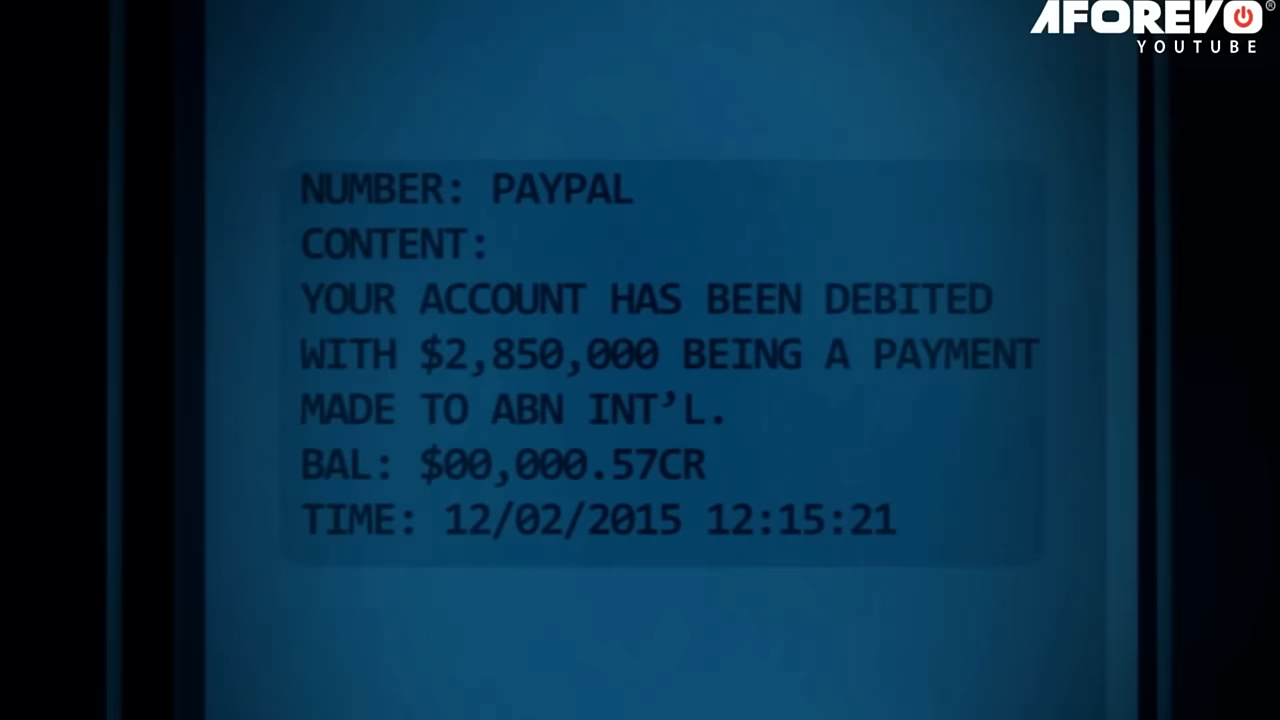 AFOREVO®
YOUTUBE
NUMBER: PAYPAL
CONTENT:
YOUR ACCOUNT HAS BEEN DEBITED
WITH $2,850,000 BEING A PAYMENT
MADE TO ABN INT’L.
BAL: $00,000.57CR
TIME: 12/02/2015 12:15:21